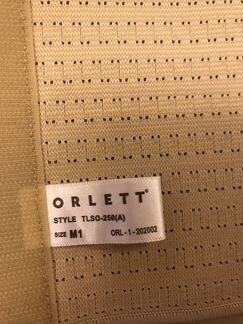 ORLETT®
STYLE TLSO-250(A)
SIZE M1 ORL-1-202002